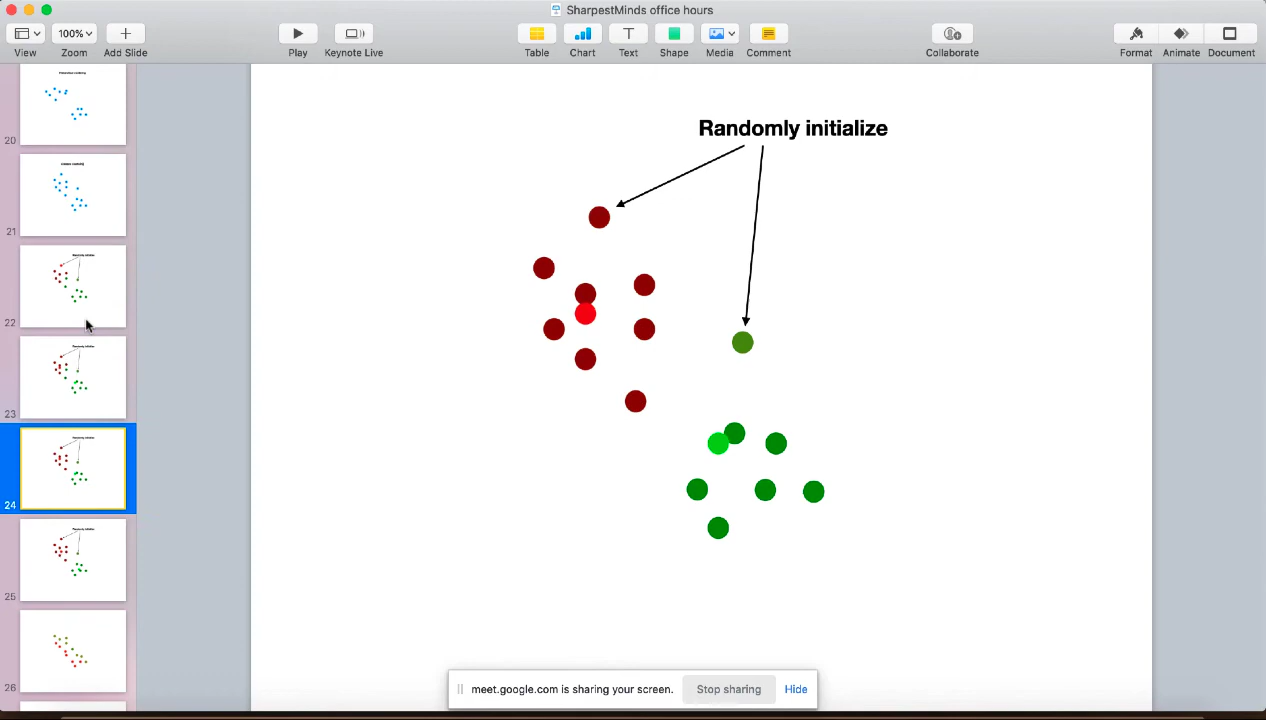 SharpestMinds office hours
100%
View
Zoom
Add Slide
Play
Keynote Live
Table
Chart
Text
Shape
Media
Comment
Collaborate
Format
Animate
Document
20
21
22
23
24
25
26
Randomly initialize
meet.google.com is sharing your screen.
Stop sharing
Hide